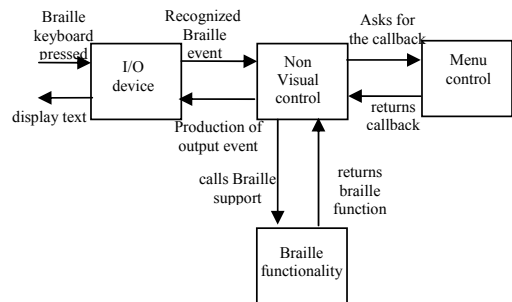 Braille
keyboard
pressed
I/O
device
display text
Recognized
Braille
event
Production of
output event
Non
Visual
control
Asks for
the callback
Menu
control
returns
callback
calls Braille
support
returns
braille
function
Braille
functionality